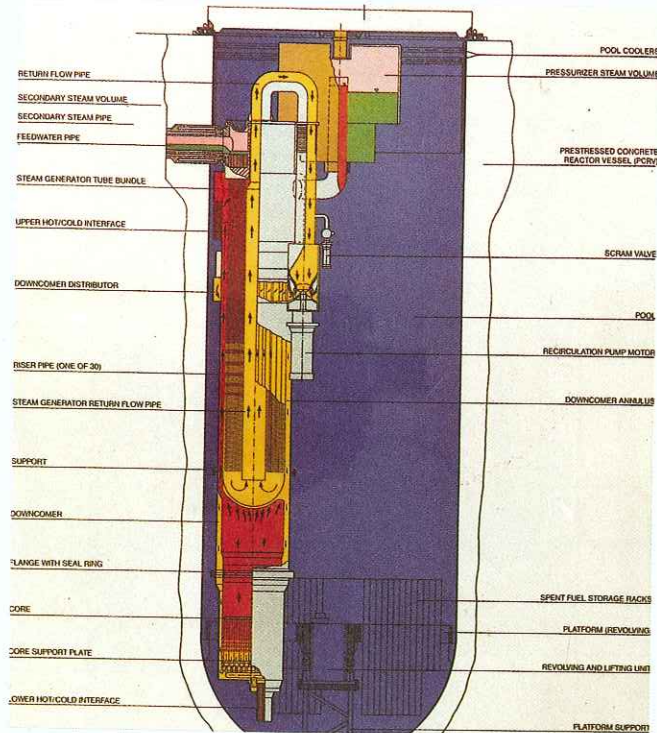 RETURN FLOW PIPE
SECONDARY STEAM VOLUME
SECONDARY STEAM PIPE
FEEDWATER PIPE
STEAM GENERATOR TUBE BUNDLE
UPPER HOT/COLD INTERFACE
DOWNCOMER DISTRIBUTOR
RISER PIPE (ONE OF 30)
STEAM GENERATOR RETURN FLOW PIPE
SUPPORT
DOWNCOMER
FLANGE WITH SEAL RING
CORE
CORE SUPPORT PLATE
LOWER HOT/COLD INTERFACE
POOL COOLERS
PRESSURIZER STEAM VOLUME
PRESTRESSED CONCRETE
REACTOR VESSEL (PCRV)
SCRAM VALVE
POOL
RECIRCULATION PUMP MOTOR
DOWNCOMER ANNULUS
SPENT FUEL STORAGE RACKS
PLATFORM (REVOLVING
REVOLVING AND LIFTING UNIT
PLATFORM SUPPORT